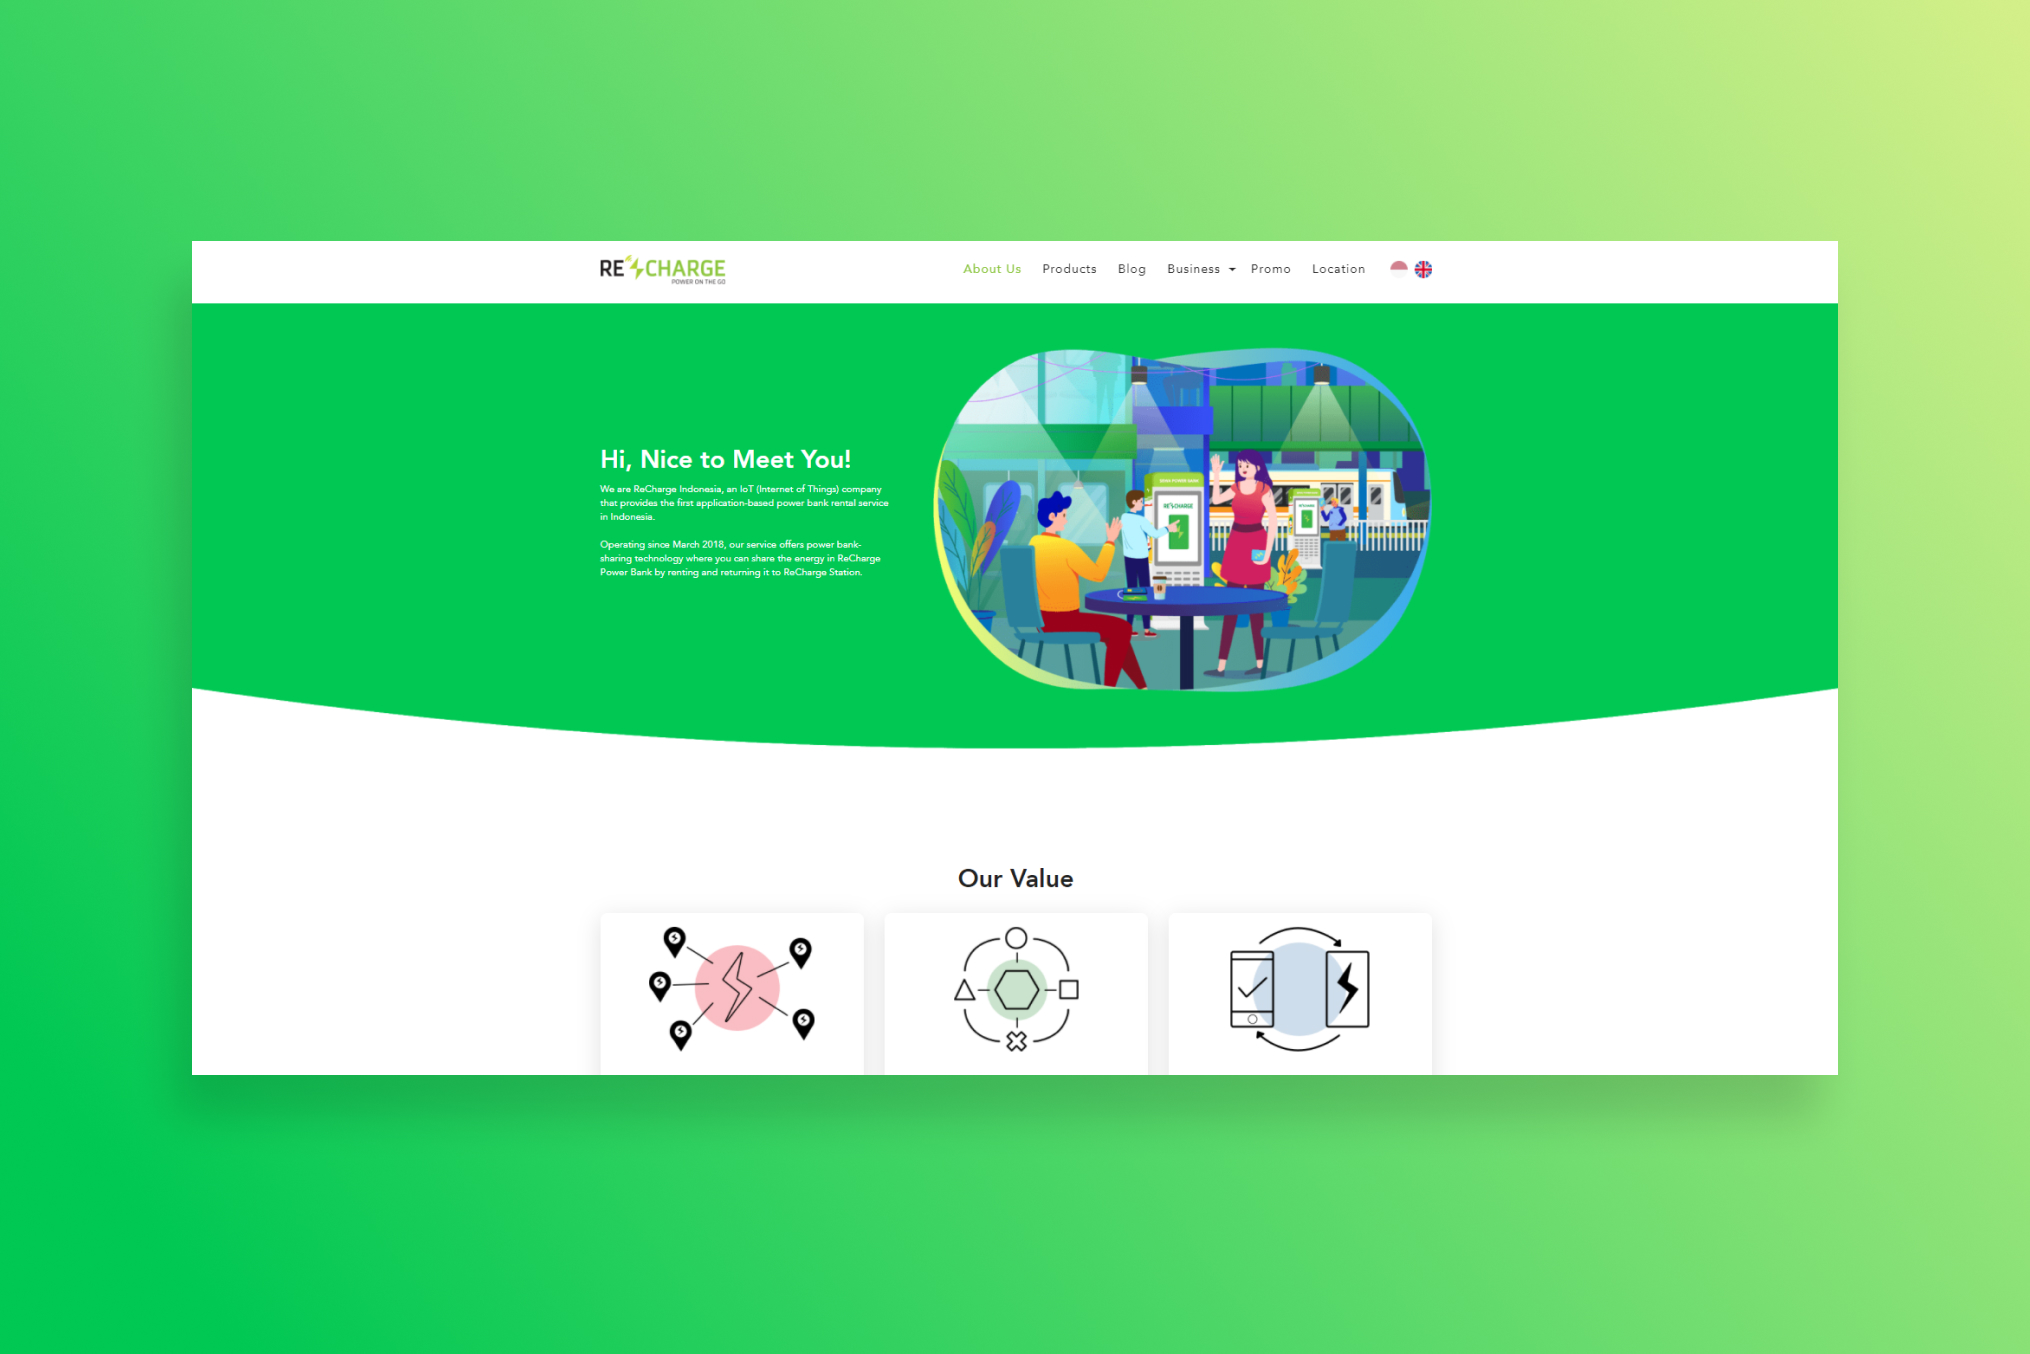 RE CHARGE
POWER ON THE GO
About Us Products Blog Business Promo Location
Hi, Nice to Meet You!
We are ReCharge Indonesia, an IoT (Internet of Things) company
that provides the first application-based power bank rental service
in Indonesia.
Operating since March 2018, our service offers power bank-
sharing technology where you can share the energy in ReCharge
Power Bank by renting and returning it to ReCharge Station.
RE CHARGE
Our Value